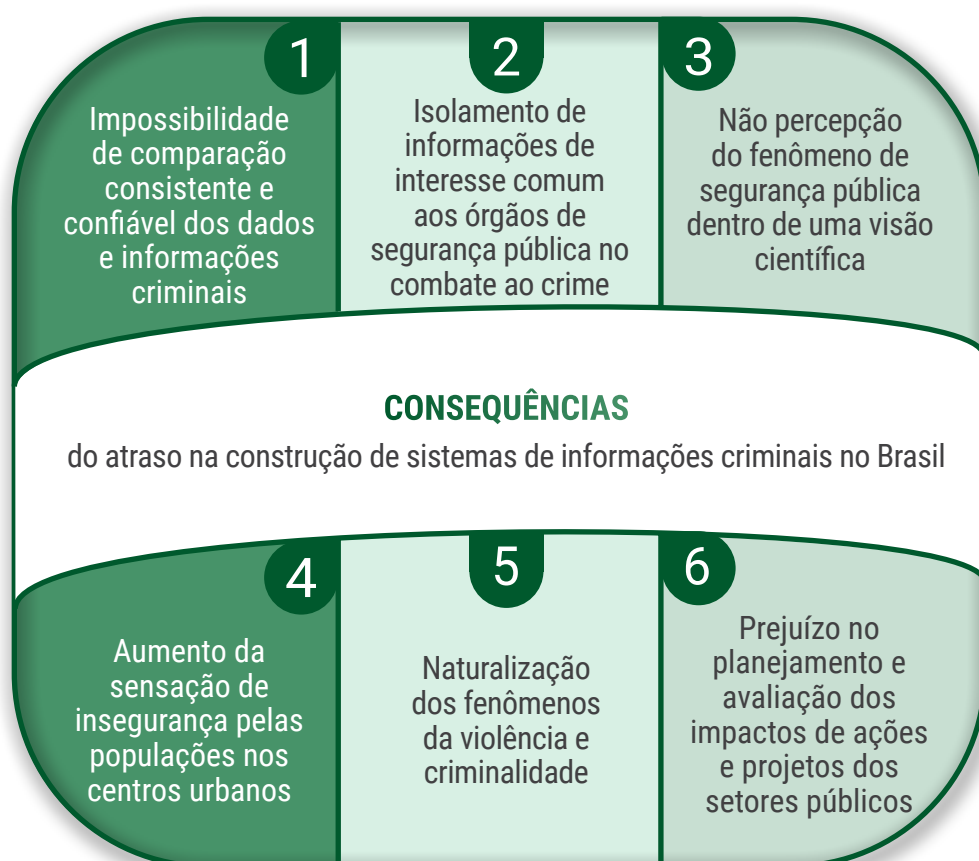 1
Impossibilidade
de comparação
consistente e
confiável dos dados
e informações
criminais
2
Isolamento de
informações de
interesse comum
aos órgãos de
segurança pública no
combate ao crime
3
Não percepção
do fenômeno de
segurança pública
dentro de uma visão
científica
CONSEQUÊNCIAS
do atraso na construção de sistemas de informações criminais no Brasil
4
Aumento da
sensação de
insegurança pelas
populações nos
centros urbanos
5
Naturalização
dos fenômenos
da violência e
criminalidade
6
Prejuízo no
planejamento e
avaliação dos
impactos de ações
e projetos dos
setores públicos